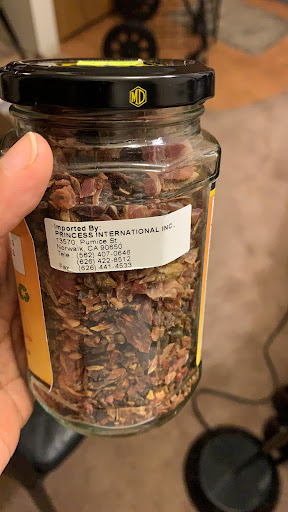 MD
Imported By:
PRINCESS INTERNATIONAL INC.
13570, Pumice St.
Norwalk, CA 90650
Tele : (562) 407-0646
(626) 422-8512
Fax : (626) 441-4533